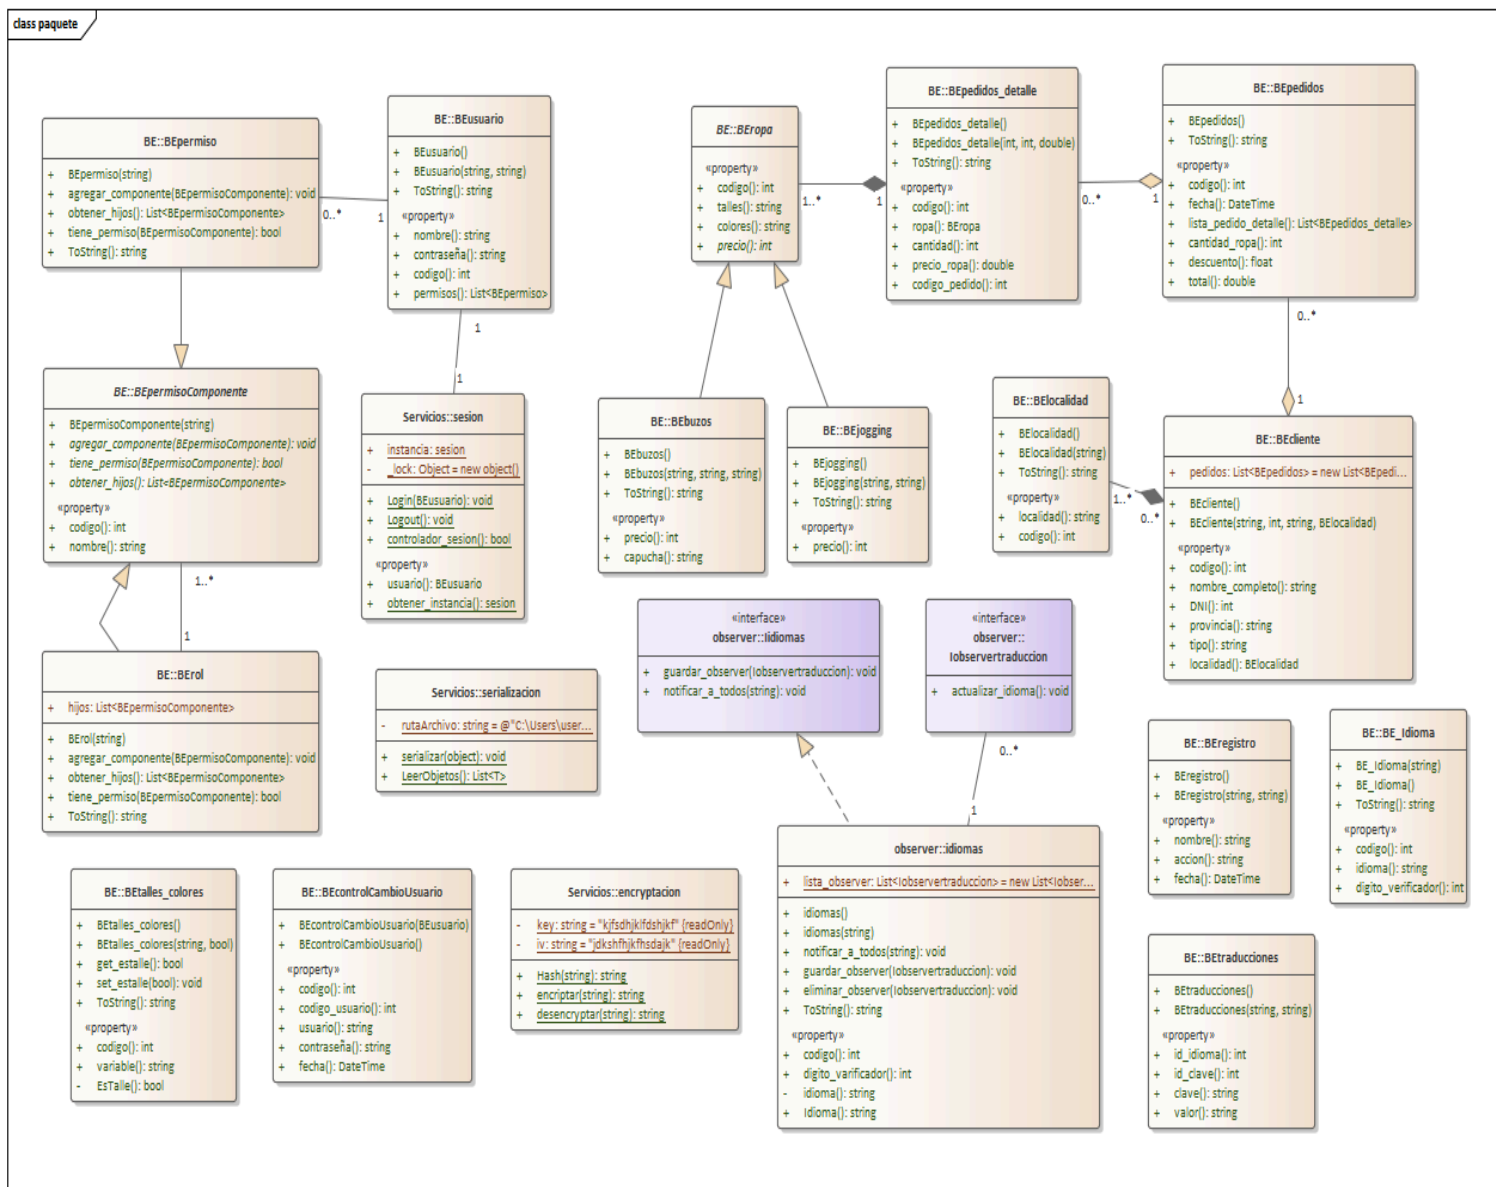 class paquete
BE::BEpermiso
+ BEpermiso(string)
+ agregar_componente(BEpermisoComponente): void
+ obtener_hijos(): List<BEpermisoComponente>
+ tiene_permiso(BEpermisoComponente): bool
+ ToString(): string
0..*
1
BE::BEusuario
+ BEusuario()
+ BEusuario(string, string)
+ ToString(): string
«property»
+ nombre(): string
+ contraseña(): string
+ codigo(): int
+ permisos(): List<BEpermiso>
1
1
BE::BEropa
«property»
+ codigo(): int
+ talles(): string
+ colores(): string
+ precio(): int
1..*
1
BE::BEpedidos_detalle
+ BEpedidos_detalle()
+ BEpedidos_detalle(int, int, double)
+ ToString(): string
«property»
+ codigo(): int
+ ropa(): BEropa
+ cantidad(): int
+ precio_ropa(): double
+ codigo_pedido(): int
0..*
1
BE::BEpedidos
+ BEpedidos()
+ ToString(): string
«property»
+ codigo(): int
+ fecha(): DateTime
+ lista_pedido_detalle(): List<BEpedidos_detalle>
+ cantidad_ropa(): int
+ descuento(): float
+ total(): double
0..*
1
BE::BEpermisoComponente
+ BEpermisoComponente(string)
+ agregar_componente(BEpermisoComponente): void
+ tiene_permiso(BEpermisoComponente): bool
+ obtener_hijos(): List<BEpermisoComponente>
«property»
+ codigo(): int
+ nombre(): string
1..*
1
Servicios::sesion
+ instancia: sesion
- _lock: Object = new object()
+ Login(BEusuario): void
+ Logout(): void
+ controlador_sesion(): bool
«property»
+ usuario(): BEusuario
+ obtener_instancia(): sesion
BE::BEbuzos
+ BEbuzos()
+ BEbuzos(string, string, string)
+ ToString(): string
«property»
+ precio(): int
+ capucha(): string
BE::BEjogging
+ BEjogging()
+ BEjogging(string, string)
+ ToString(): string
«property»
+ precio(): int
BE::BElocalidad
+ BElocalidad()
+ BElocalidad(string)
+ ToString(): string
«property»
+ localidad(): string
+ codigo(): int
1..*
0..*
BE::BEcliente
+ pedidos: List<BEpedidos> = new List<BEpedi...
+ BEcliente()
+ BEcliente(string, int, string, BElocalidad)
«property»
+ codigo(): int
+ nombre_completo(): string
+ DNI(): int
+ provincia(): string
+ tipo(): string
+ localidad(): BElocalidad
BE::BErol
+ hijos: List<BEpermisoComponente>
+ BErol(string)
+ agregar_componente(BEpermisoComponente): void
+ obtener_hijos(): List<BEpermisoComponente>
+ tiene_permiso(BEpermisoComponente): bool
+ ToString(): string
Servicios::serializacion
- rutaArchivo: string = @"C:\Users\user...
+ serializar(object): void
+ LeerObjetos(): List<T>
«interface»
observer::Iidiomas
+ guardar_observer(Iobservertraduccion): void
+ notificar_a_todos(string): void
«interface»
observer::
Iobservertraduccion
+ actualizar_idioma(): void
0..*
1
BE::BEregistro
+ BEregistro()
+ BEregistro(string, string)
«property»
+ nombre(): string
+ accion(): string
+ fecha(): DateTime
BE::BE_Idioma
+ BE_Idioma(string)
+ BE_Idioma()
+ ToString(): string
«property»
+ codigo(): int
+ idioma(): string
+ digito_verificador(): int
BE::BEtalles_colores
+ BEtalles_colores()
+ BEtalles_colores(string, bool)
+ get_estalle(): bool
+ set_estalle(bool): void
+ ToString(): string
«property»
+ codigo(): int
+ variable(): string
- EsTalle(): bool
BE::BEcontrolCambioUsuario
+ BEcontrolCambioUsuario(BEusuario)
+ BEcontrolCambioUsuario()
«property»
+ codigo(): int
+ codigo_usuario(): int
+ usuario(): string
+ contraseña(): string
+ fecha(): DateTime
Servicios::encryptacion
- key: string = "kjfsdhjklfdshjkf" {readOnly}
- iv: string = "jdkshfhjkfhsdajk" {readOnly}
+ Hash(string): string
+ encriptar(string): string
+ desencryptar(string): string
observer::idiomas
+ lista_observer: List<Iobservertraduccion> = new List<Iobser...
+ idiomas()
+ idiomas(string)
+ notificar_a_todos(string): void
+ guardar_observer(Iobservertraduccion): void
+ eliminar_observer(Iobservertraduccion): void
+ ToString(): string
«property»
+ codigo(): int
+ digito_varificador(): int
- idioma(): string
+ Idioma(): string
BE::BEtraducciones
+ BEtraducciones()
+ BEtraducciones(string, string)
«property»
+ id_idioma(): int
+ id_clave(): int
+ clave(): string
+ valor(): string